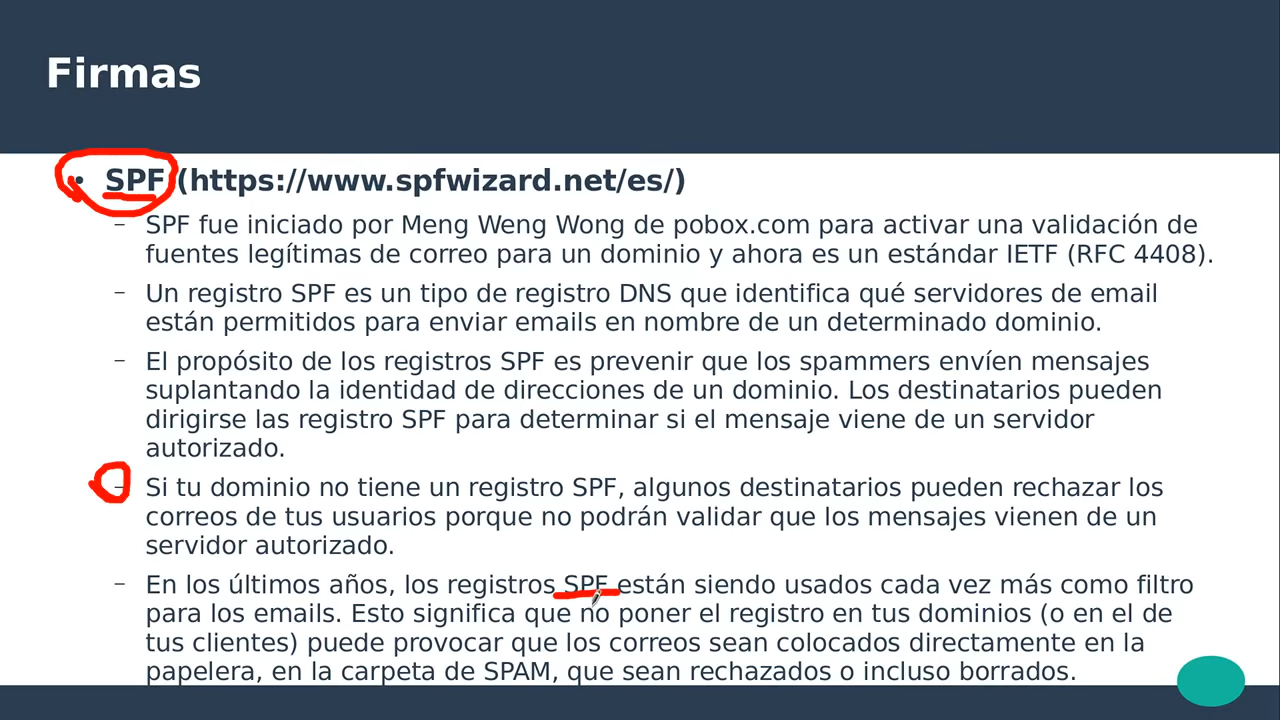 Firmas
• SPF (https://www.spfwizard.net/es/)
– SPF fue iniciado por Meng Weng Wong de pobox.com para activar una validación de
fuentes legítimas de correo para un dominio y ahora es un estándar IETF (RFC 4408).
– Un registro SPF es un tipo de registro DNS que identifica qué servidores de email
están permitidos para enviar emails en nombre de un determinado dominio.
– El propósito de los registros SPF es prevenir que los spammers envíen mensajes
suplantando la identidad de direcciones de un dominio. Los destinatarios pueden
dirigirse las registro SPF para determinar si el mensaje viene de un servidor
autorizado.
– Si tu dominio no tiene un registro SPF, algunos destinatarios pueden rechazar los
correos de tus usuarios porque no podrán validar que los mensajes vienen de un
servidor autorizado.
– En los últimos años, los registros SPF están siendo usados cada vez más como filtro
para los emails. Esto significa que no poner el registro en tus dominios (o en el de
tus clientes) puede provocar que los correos sean colocados directamente en la
papelera, en la carpeta de SPAM, que sean rechazados o incluso borrados.